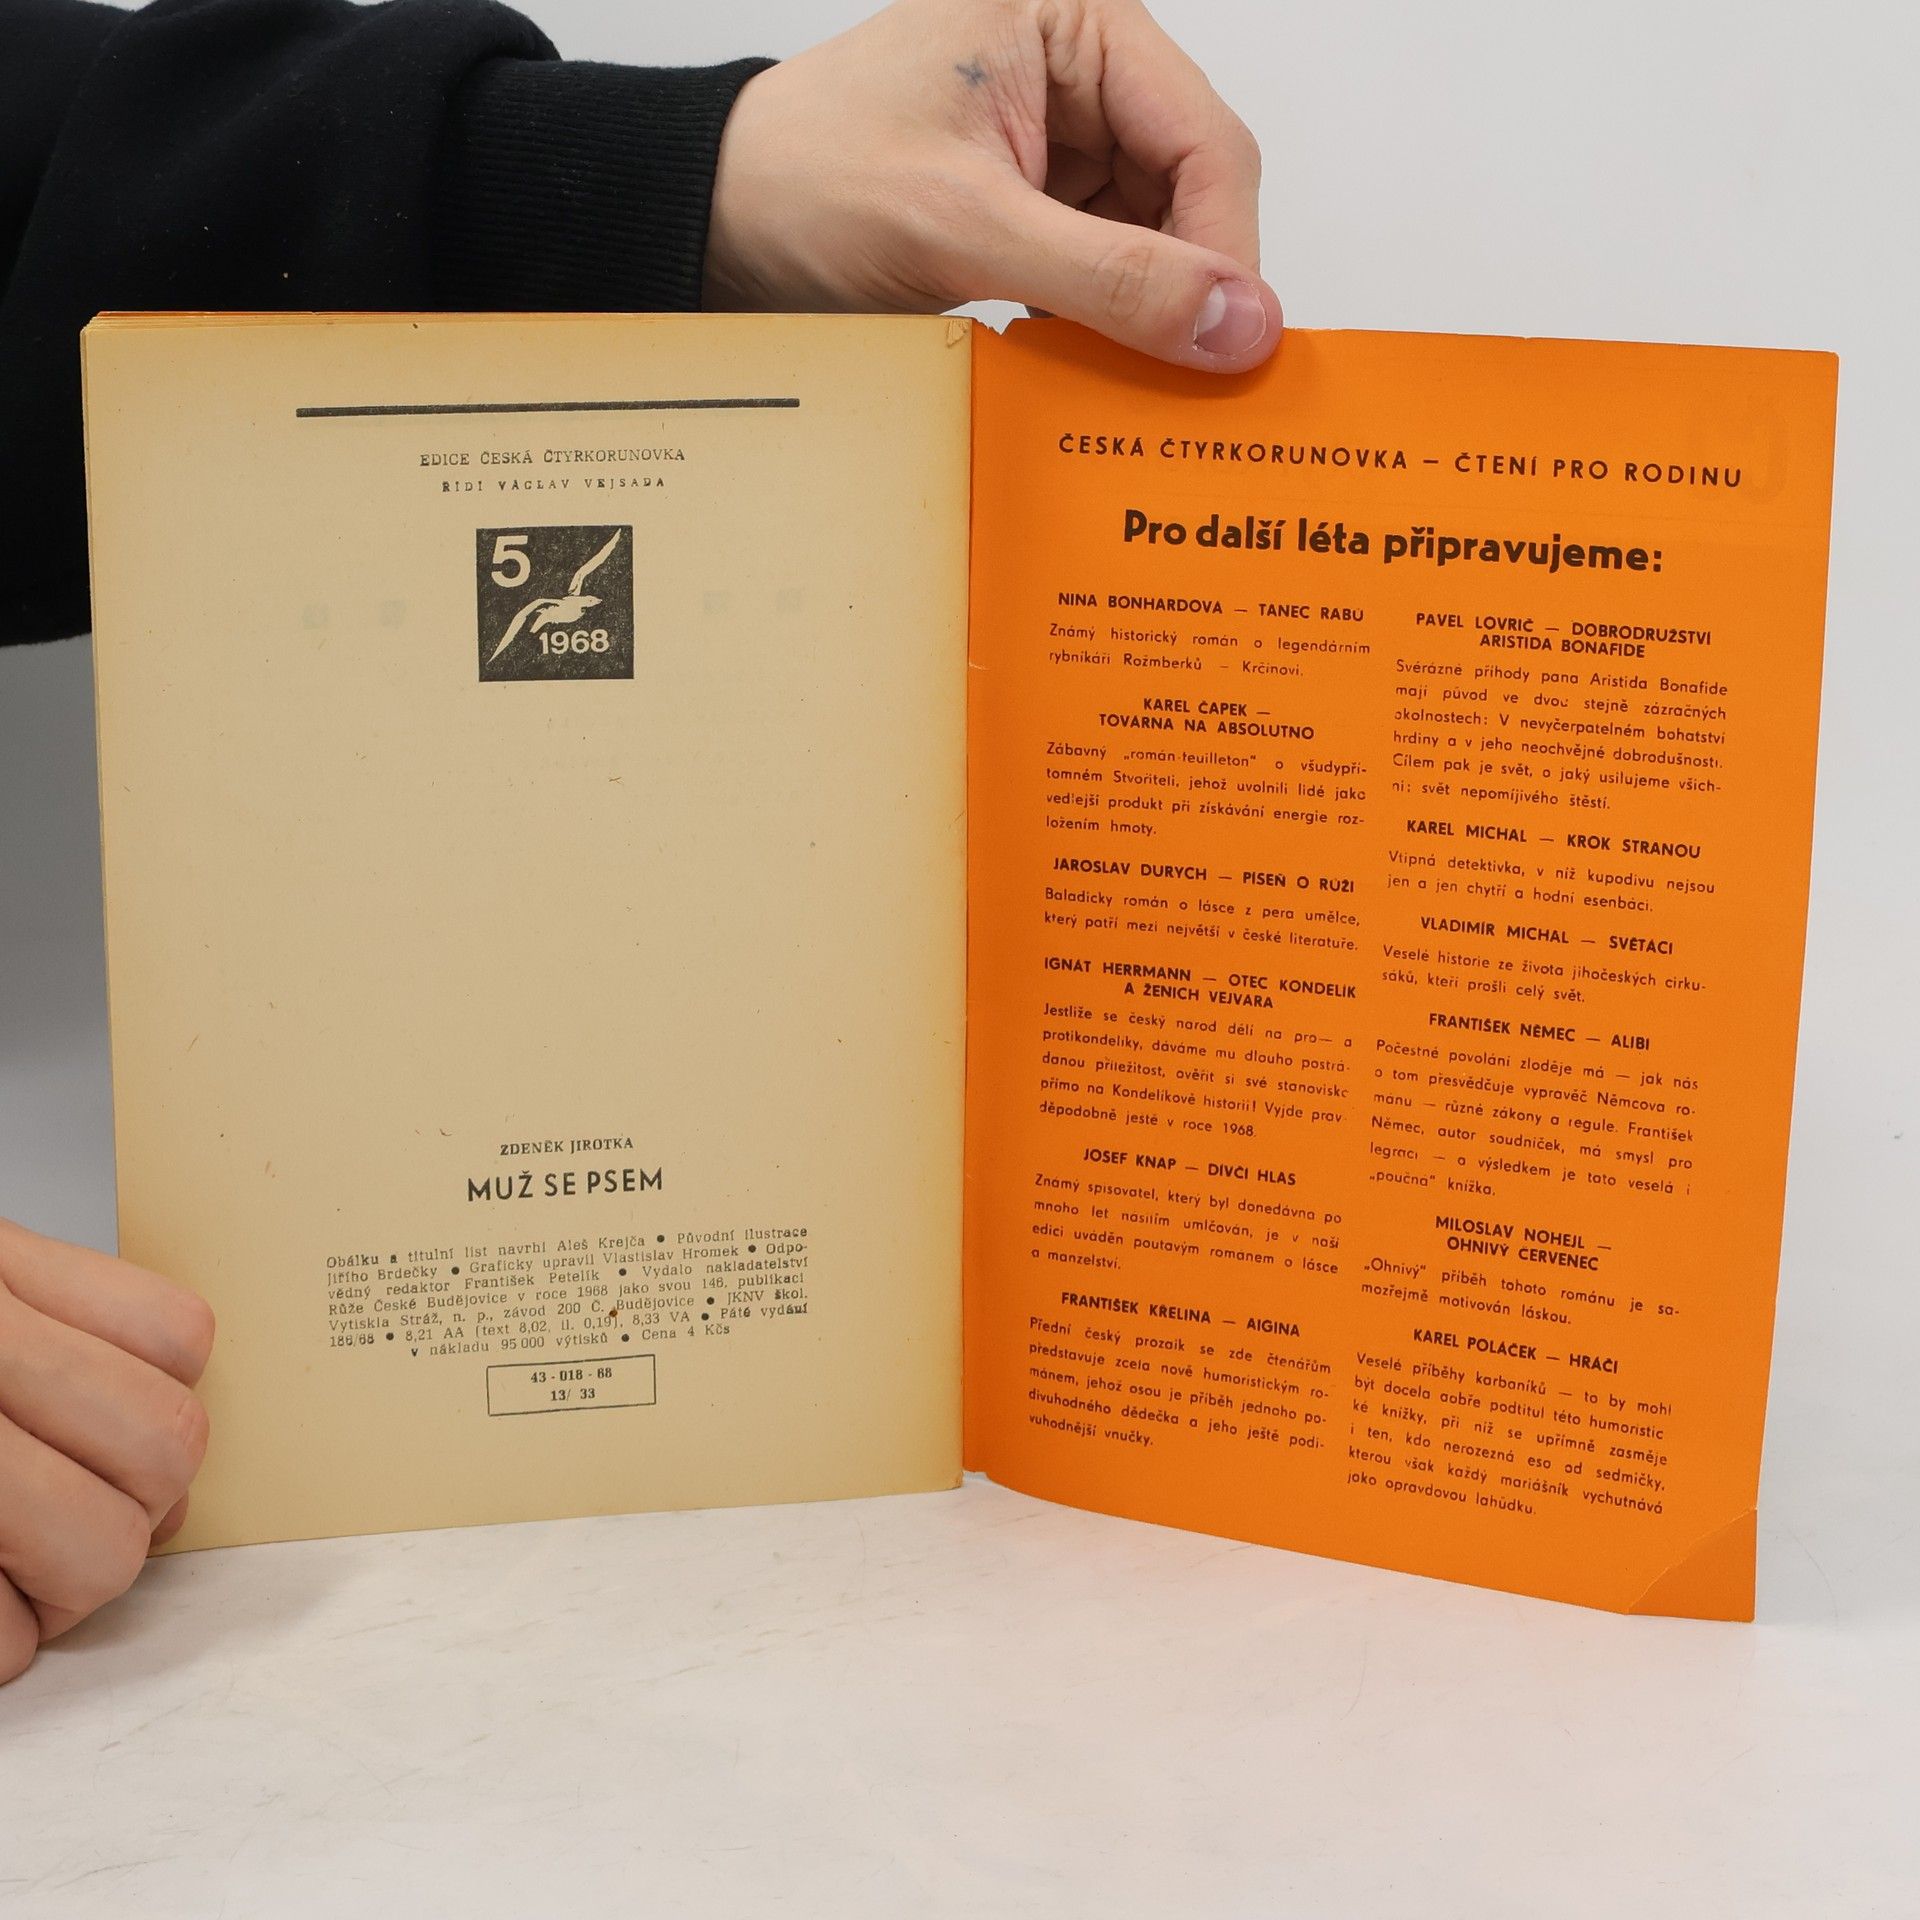 EDICE ČESKÁ ČTYRKORUNOVKA
ŘÍDÍ VÁCLAV VEJSADA
5
1968
ZDENĚK JIROTKA
MUŽ SE PSEM
Obálku a titulní list navrhl Aleš Krejča ● Původní ilustrace
Jiřího Brdečky ● Graficky upravil Vlastislav Hromek ● Odpo-
vědný redaktor František Petelík ● Vydalo nakladatelství
Růže České Budějovice v roce 1968 jako svou 146. publikaci
Vytiskla Stráž, n. p., závod 200 Č. Budějovice ● JKNV škol.
186/68 ● 8,21 AA (text 8,02, il. 0,19), 8,33 VA ● Páté vydání
v nákladu 95 000 výtisků ● Cena 4 Kčs
43 - 018 - 68
13/ 33
ČESKÁ ČTYRKORUNOVKA — ČTENÍ PRO RODINU
Pro další léta připravujeme:
NINA BONHARDOVÁ — TANEC RABŮ
Známý historický román o legendárním
rybníkáři Rožmberků — Krčínovi.
KAREL ČAPEK —
TOVÁRNA NA ABSOLUTNO
Zábavný „román-feuilleton“ o všudypří-
tomném Stvořiteli, jehož uvolnili lidé jako
vedlejší produkt při získávání energie roz-
ložením hmoty.
JAROSLAV DURYCH — PÍSEŇ O RŮŽI
Baladický román o lásce z pera umělce,
který patří mezi největší v české literatuře.
IGNÁT HERRMANN — OTEC KONDELÍK
A ŽENICH VEJVARA
Jestliže se český národ dělí na pro— a
protikondelíky, dáváme mu dlouho postrá-
danou příležitost, ověřit si své stanovisko
přímo na Kondelíkově historii! Vyjde prav-
děpodobně ještě v roce 1968.
JOSEF KNAP — DÍVČÍ HLAS
Známý spisovatel, který byl donedávna po
mnoho let násilím umlčován, je v naší
edici uváděn poutavým románem o lásce
a manželství.
FRANTIŠEK KŘELINA — AIGINA
Přední český prozaik se zde čtenářům
představuje zcela nově humoristickým ro-
mánem, jehož osou je příběh jednoho po-
divuhodného dědečka a jeho ještě podi-
vuhodnější vnučky.
PAVEL LOVRIČ — DOBRODRUŽSTVÍ
ARISTIDA BONAFIDE
Svérázné příhody pana Aristida Bonafide
mají původ ve dvou stejně zázračných
okolnostech: V nevyčerpatelném bohatství
hrdiny a v jeho neochvějné dobrodušnosti.
Cílem pak je svět, o jaký usilujeme všich-
ni: svět nepomíjivého štěstí.
KAREL MICHAL — KROK STRANOU
Vtipná detektivka, v níž kupodivu nejsou
jen a jen chytří a hodní esenbáci.
VLADIMÍR MICHAL — SVĚTÁCI
Veselé historie ze života jihočeských cirku-
sáků, kteří prošli celý svět.
FRANTIŠEK NĚMEC — ALIBI
Počestné povolání zloděje má — jak nás
o tom přesvědčuje vypravěč Němcova ro-
mánu — různé zákony a regule. František
Němec, autor soudniček, má smysl pro
legraci — a výsledkem je tato veselá i
„poučná“ knížka.
MILOSLAV NOHEJL —
OHNIVÝ ČERVENEC
„Ohnivý“ příběh tohoto románu je sa-
mozřejmě motivován láskou.
KAREL POLÁČEK — HRÁČI
Veselé příběhy karbaníků — to by mohl
být docela dobře podtitul této humoristic
ké knížky, při níž se upřímně zasměje
i ten, kdo nerozezná eso od sedmičky,
kterou však každý mariášník vychutnává
jako opravdovou lahůdku.